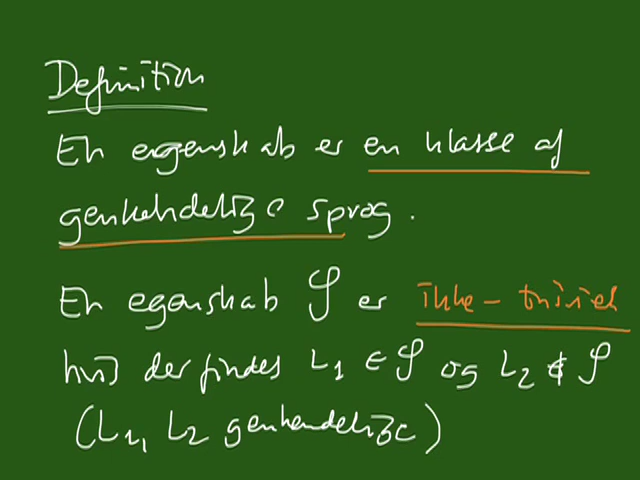 Definition
En egenskab er en klasse af
genkendelige sprog.
En egenskab 𝒮 er ikke-triviel
hvis der findes L₁ ∈ 𝒮 og L₂ ∉ 𝒮
(L₁, L₂ genkendelige)